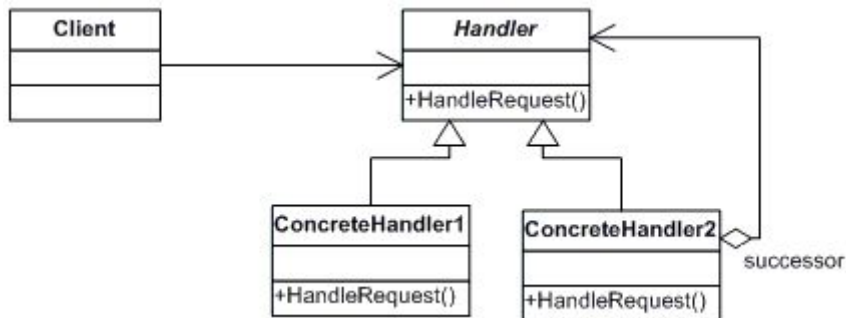 Client
Handler
+HandleRequest()
ConcreteHandler1
+HandleRequest()
ConcreteHandler2
+HandleRequest()
successor